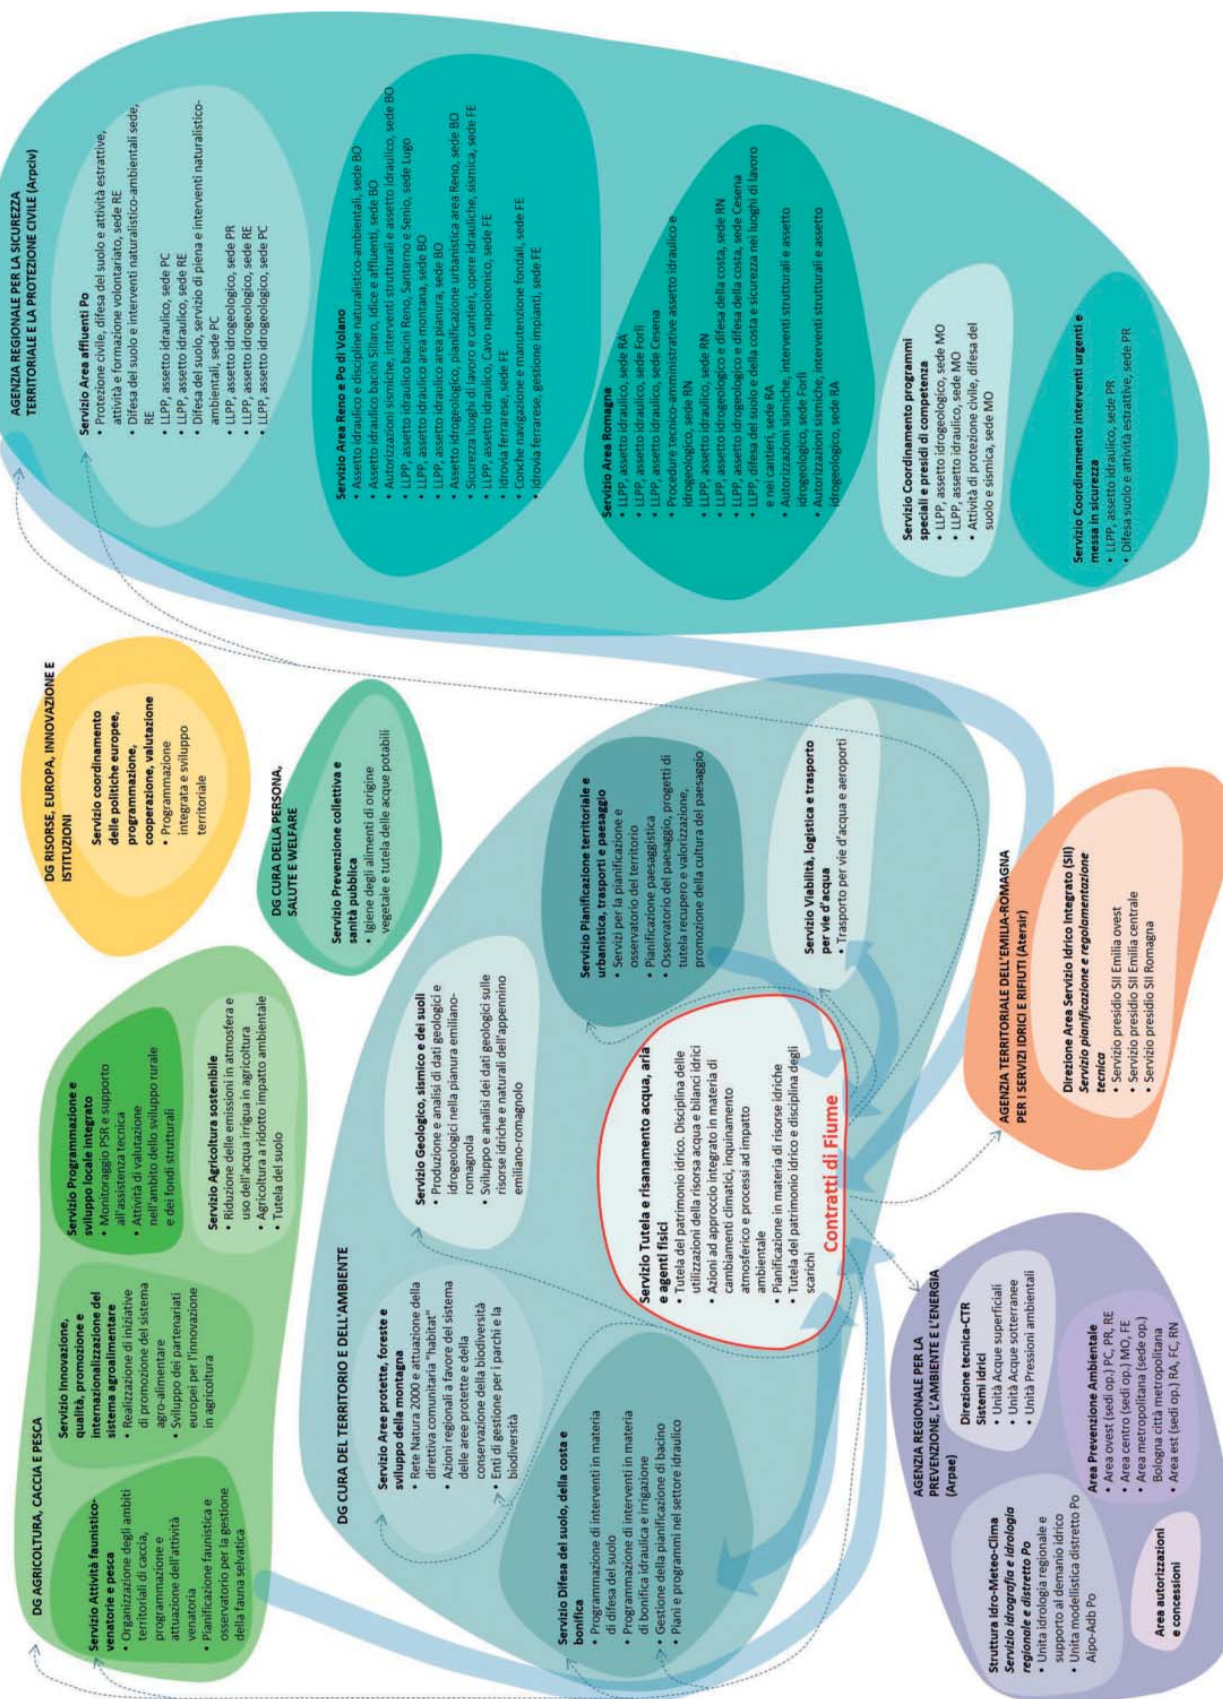 DG AGRICOLTURA, CACCIA E PESCA
Servizio Attività faunistico-
venatorie e pesca
• Organizzazione degli ambiti
territoriali di caccia,
programmazione e
attuazione dell'attività
venatoria
• Pianificazione faunistica e
osservatorio per la gestione
della fauna selvatica
Servizio Innovazione,
qualità, promozione e
internazionalizzazione del
sistema agroalimentare
• Realizzazione di iniziative
di promozione del sistema
agro-alimentare
• Sviluppo dei partenariati
europei per l'innovazione
in agricoltura
Servizio Programmazione e
sviluppo locale integrato
• Monitoraggio PSR e supporto
all'assistenza tecnica
• Attività di valutazione
nell'ambito dello sviluppo rurale
e dei fondi strutturali
Servizio Agricoltura sostenibile
• Riduzione delle emissioni in atmosfera e
uso dell'acqua irrigua in agricoltura
• Agricoltura a ridotto impatto ambientale
• Tutela del suolo
DG RISORSE, EUROPA, INNOVAZIONE E
ISTITUZIONI
Servizio coordinamento
delle politiche europee,
programmazione,
cooperazione, valutazione
• Programmazione
integrata e sviluppo
territoriale
DG CURA DELLA PERSONA,
SALUTE E WELFARE
Servizio Prevenzione collettiva e
sanità pubblica
• Igiene degli alimenti di origine
vegetale e tutela delle acque potabili
DG CURA DEL TERRITORIO E DELL'AMBIENTE
Servizio Aree protette, foreste e
sviluppo della montagna
• Rete Natura 2000 e attuazione della
direttiva comunitaria "habitat"
• Azioni regionali a favore del sistema
delle aree protette e della
conservazione della biodiversità
• Enti di gestione per i parchi e la
biodiversità
Servizio Geologico, sismico e dei suoli
• Produzione e analisi di dati geologici e
idrogeologici nella pianura emiliano-
romagnola
• Sviluppo e analisi dei dati geologici sulle
risorse idriche e naturali dell'appennino
emiliano-romagnolo
Servizio Pianificazione territoriale e
urbanistica, trasporti e paesaggio
• Servizi per la pianificazione e
osservatorio del territorio
• Pianificazione paesaggistica
• Osservatorio del paesaggio, progetti di
tutela recupero e valorizzazione,
promozione della cultura del paesaggio
Servizio Difesa del suolo, della costa e
bonifica
• Programmazione di interventi in materia
di difesa del suolo
• Programmazione di interventi in materia
di bonifica idraulica e irrigazione
• Gestione della pianificazione di bacino
• Piani e programmi nel settore idraulico
Servizio Tutela e risanamento acqua, aria
e agenti fisici
• Tutela del patrimonio idrico. Disciplina delle
utilizzazioni della risorsa acqua e bilanci idrici
• Azioni ad approccio integrato in materia di
cambiamenti climatici, inquinamento
atmosferico e processi ad impatto
ambientale
• Pianificazione in materia di risorse idriche
• Tutela del patrimonio idrico e disciplina degli
scarichi
Contratti di Fiume
Servizio Viabilità, logistica e trasporto
per vie d'acqua
• Trasporto per vie d'acqua e aeroporti
AGENZIA REGIONALE PER LA
PREVENZIONE, L'AMBIENTE E L'ENERGIA
(Arpae)
Struttura Idro-Meteo-Clima
Servizio idrografia e idrologia
regionale e distretto Po
• Unita idrologia regionale e
supporto al demanio idrico
• Unita modellistica distretto Po
Aipo-Adb Po
Direzione tecnica-CTR
Sistemi idrici
• Unità Acque superficiali
• Unità Acque sotterranee
• Unità Pressioni ambientali
Area Prevenzione Ambientale
• Area ovest (sedi op.) PC, PR, RE
• Area centro (sedi op.) MO, FE
• Area metropolitana (sede op.)
Bologna città metropolitana
• Area est (sedi op.) RA, FC, RN
Area autorizzazioni
e concessioni
AGENZIA TERRITORIALE DELL'EMILIA-ROMAGNA
PER I SERVIZI IDRICI E RIFIUTI (Atersir)
Direzione Area Servizio Idrico Integrato (SII)
Servizio pianificazione e regolamentazione
tecnica
• Servizio presidio SII Emilia ovest
• Servizio presidio SII Emilia centrale
• Servizio presidio SII Romagna
AGENZIA REGIONALE PER LA SICUREZZA
TERRITORIALE E LA PROTEZIONE CIVILE (Arpciv)
Servizio Area affluenti Po
• Protezione civile, difesa del suolo e attività estrattive,
attività e formazione volontariato, sede RE
• Difesa del suolo e interventi naturalistico-ambientali sede,
RE
• LLPP, assetto idraulico, sede PC
• LLPP, assetto idraulico, sede RE
• Difesa del suolo, servizio di piena e interventi naturalistico-
ambientali, sede PC
• LLPP, assetto idrogeologico, sede PR
• LLPP, assetto idrogeologico, sede RE
• LLPP, assetto idrogeologico, sede PC
Servizio Area Reno e Po di Volano
• Assetto idraulico e discipline naturalistico-ambientali, sede BO
• Assetto idraulico bacini Sillaro, Idice e affluenti, sede BO
• Autorizzazioni sismiche, interventi strutturali e assetto idraulico, sede BO
• LLPP, assetto idraulico bacini Reno, Santerno e Senio, sede Lugo
• LLPP, assetto idraulico area montana, sede BO
• LLPP, assetto idraulico area pianura, sede BO
• Assetto idrogeologico, pianificazione urbanistica area Reno, sede BO
• Sicurezza luoghi di lavoro e cantieri, opere idrauliche, sismica, sede FE
• LLPP, assetto idraulico, Cavo napoleonico, sede FE
• Idrovia ferrarese, sede FE
• Conche navigazione e manutenzione fondali, sede FE
• Idrovia ferrarese, gestione impianti, sede FE
Servizio Area Romagna
• LLPP, assetto idraulico, sede RA
• LLPP, assetto idraulico, sede Forlì
• LLPP, assetto idraulico, sede Cesena
• Procedure tecnico-amministrative assetto idraulico e
idrogeologico, sede RN
• LLPP, assetto idraulico, sede RN
• LLPP, assetto idrogeologico e difesa della costa, sede RN
• LLPP, assetto idrogeologico e difesa della costa, sede Cesena
• LLPP, difesa del suolo e della costa e sicurezza nei luoghi di lavoro
e nei cantieri, sede RA
• Autorizzazioni sismiche, interventi strutturali e assetto
idrogeologico, sede Forlì
• Autorizzazioni sismiche, interventi strutturali e assetto
idrogeologico, sede RA
Servizio Coordinamento programmi
speciali e presidi di competenza
• LLPP, assetto idrogeologico, sede MO
• LLPP, assetto idraulico, sede MO
• Attività di protezione civile, difesa del
suolo e sismica, sede MO
Servizio Coordinamento interventi urgenti e
messa in sicurezza
• LLPP, assetto idraulico, sede PR
• Difesa suolo e attività estrattive, sede PR